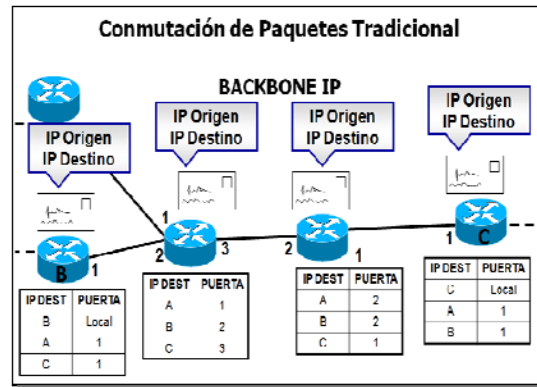 Conmutación de Paquetes Tradicional
BACKBONE IP
IP Origen
IP Destino
IP Origen
IP Destino
IP Origen
IP Destino
IP Origen
IP Destino
1
2
3
2
1
1
C
B
1
IP DEST PUERTA
B Local
A 1
C 1
IP DEST PUERTA
A 1
B 2
C 3
IP DEST PUERTA
A 2
B 2
C 1
IP DEST PUERTA
C Local
A 1
B 1